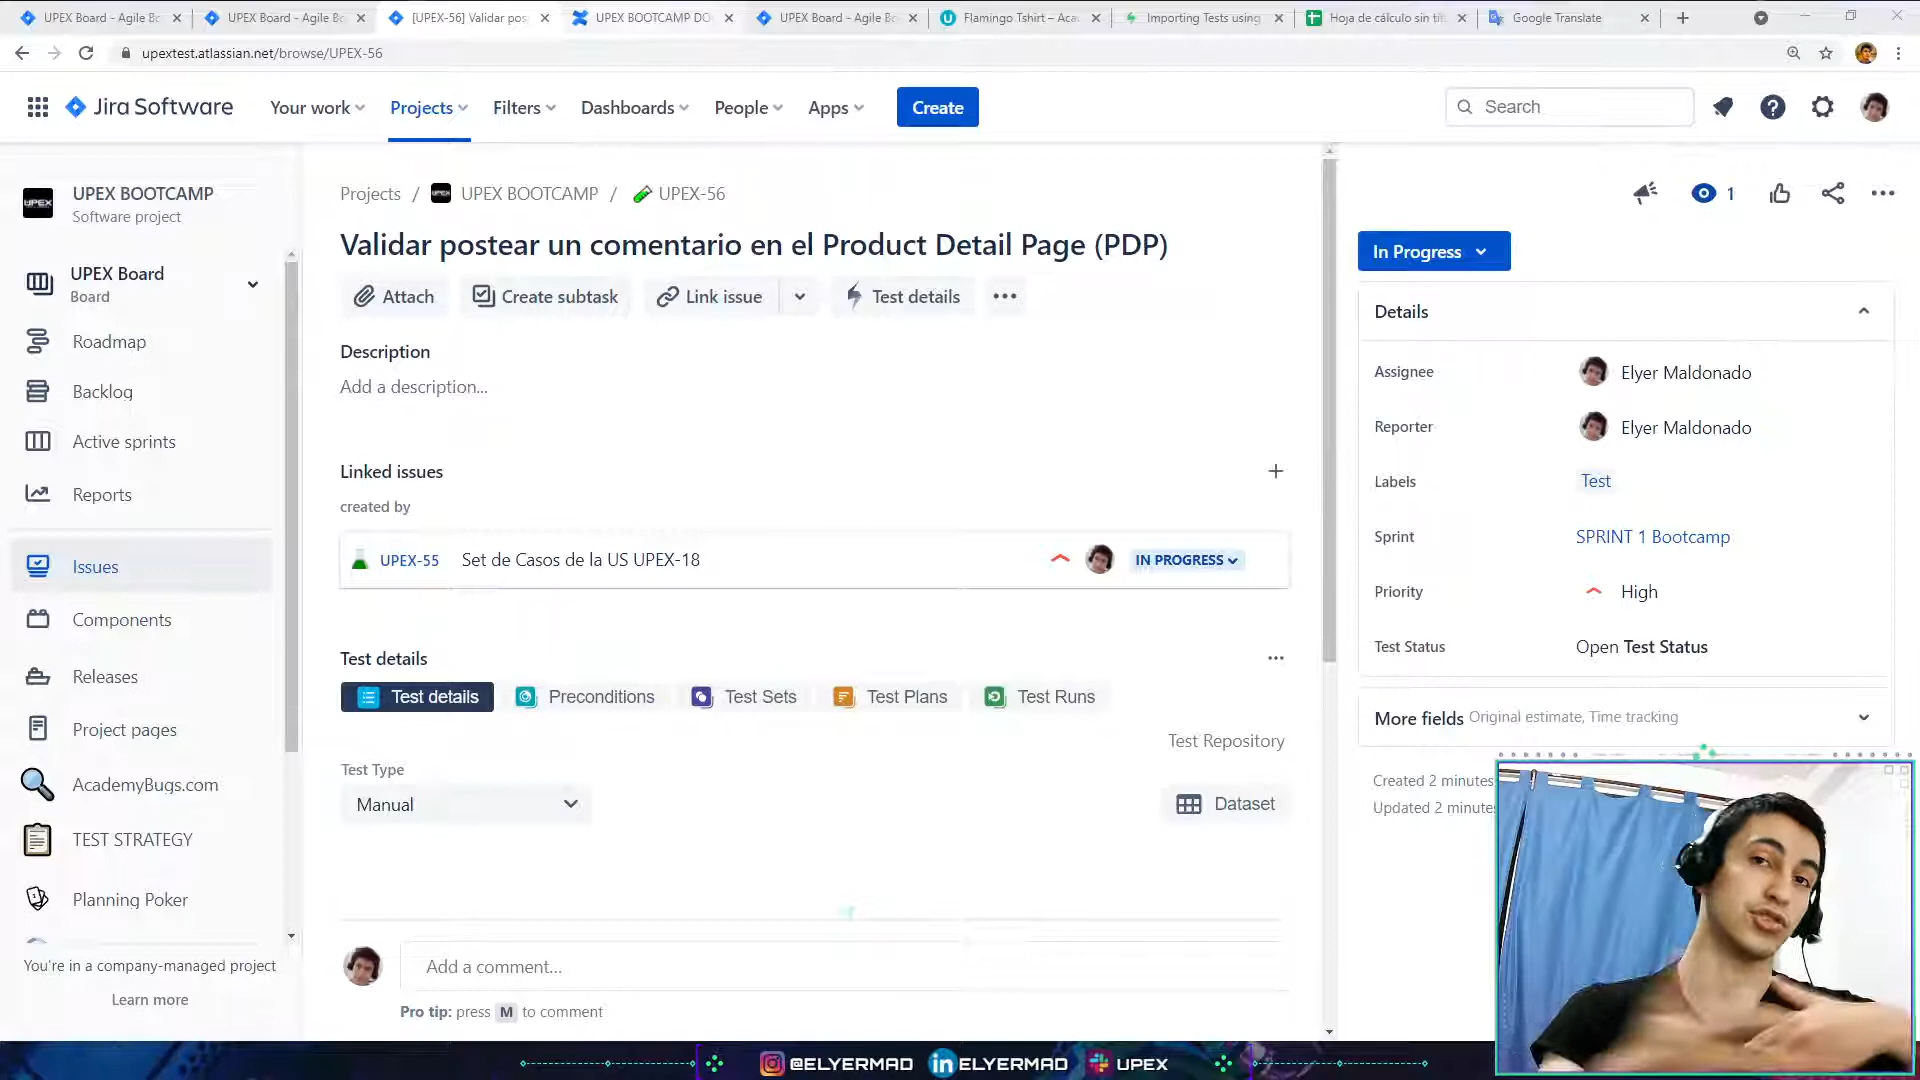 UPEX Board - Agile Bo
UPEX Board - Agile Bo
[UPEX-56] Validar pos
UPEX BOOTCAMP DO
UPEX Board - Agile Bo
Flamingo Tshirt – Aca
Importing Tests using
Hoja de cálculo sin tít
Google Translate
upextest.atlassian.net/browse/UPEX-56
Jira Software
Your work
Projects
Filters
Dashboards
People
Apps
Create
Search
UPEX
UPEX BOOTCAMP
Software project
UPEX Board
Board
Roadmap
Backlog
Active sprints
Reports
Issues
Components
Releases
Project pages
AcademyBugs.com
TEST STRATEGY
Planning Poker
You're in a company-managed project
Learn more
Projects / UPEX BOOTCAMP / UPEX-56
Validar postear un comentario en el Product Detail Page (PDP)
Attach
Create subtask
Link issue
Test details
Description
Add a description...
Linked issues
created by
UPEX-55 Set de Casos de la US UPEX-18 IN PROGRESS
Test details
Test details
Preconditions
Test Sets
Test Plans
Test Runs
Test Repository
Test Type
Manual
Dataset
Add a comment...
Pro tip: press M to comment
1
In Progress
Details
Assignee Elyer Maldonado
Reporter Elyer Maldonado
Labels Test
Sprint SPRINT 1 Bootcamp
Priority High
Test Status Open Test Status
More fields Original estimate, Time tracking
Created 2 minutes
Updated 2 minutes
@ELYERMAD
in ELYERMAD
UPEX